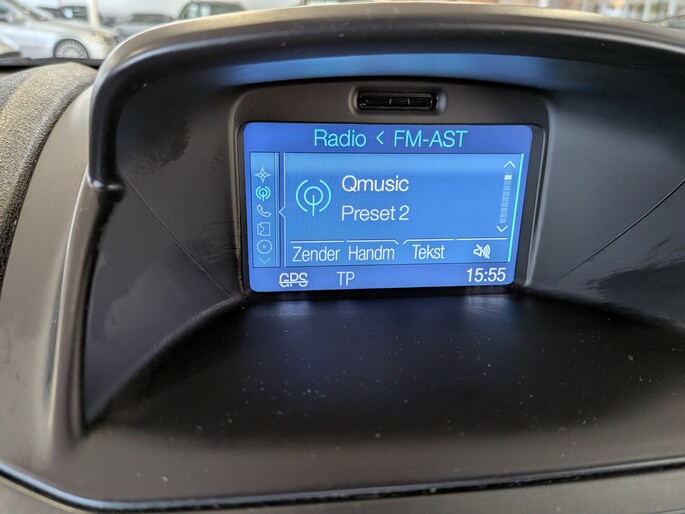 Radio < FM-AST
Qmusic
Preset 2
Zender Handm Tekst
GPS TP 15:55